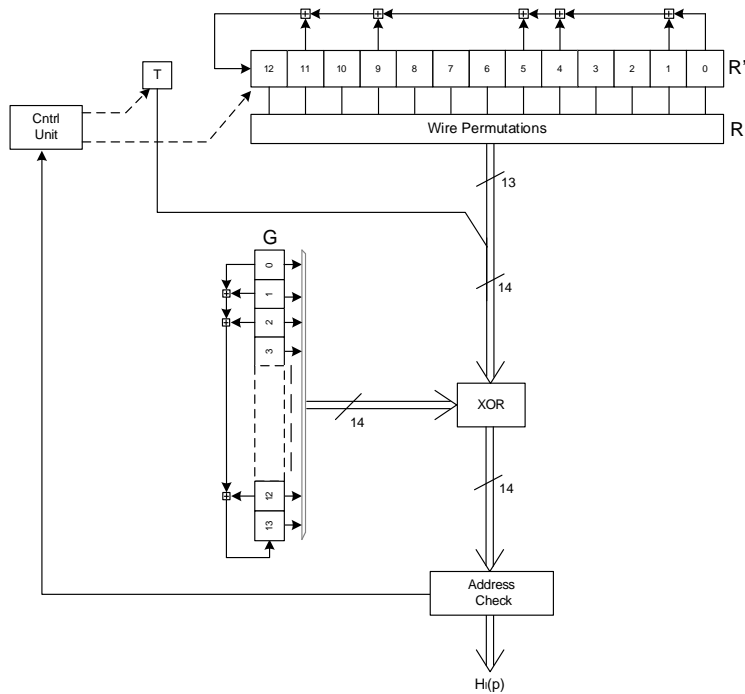 12 11 10 9 8 7 6 5 4 3 2 1 0 R'
T
Cntrl
Unit
Wire Permutations R
13
G
0
1
2
3
12
13
14
14
XOR
14
Address
Check
Hl(p)